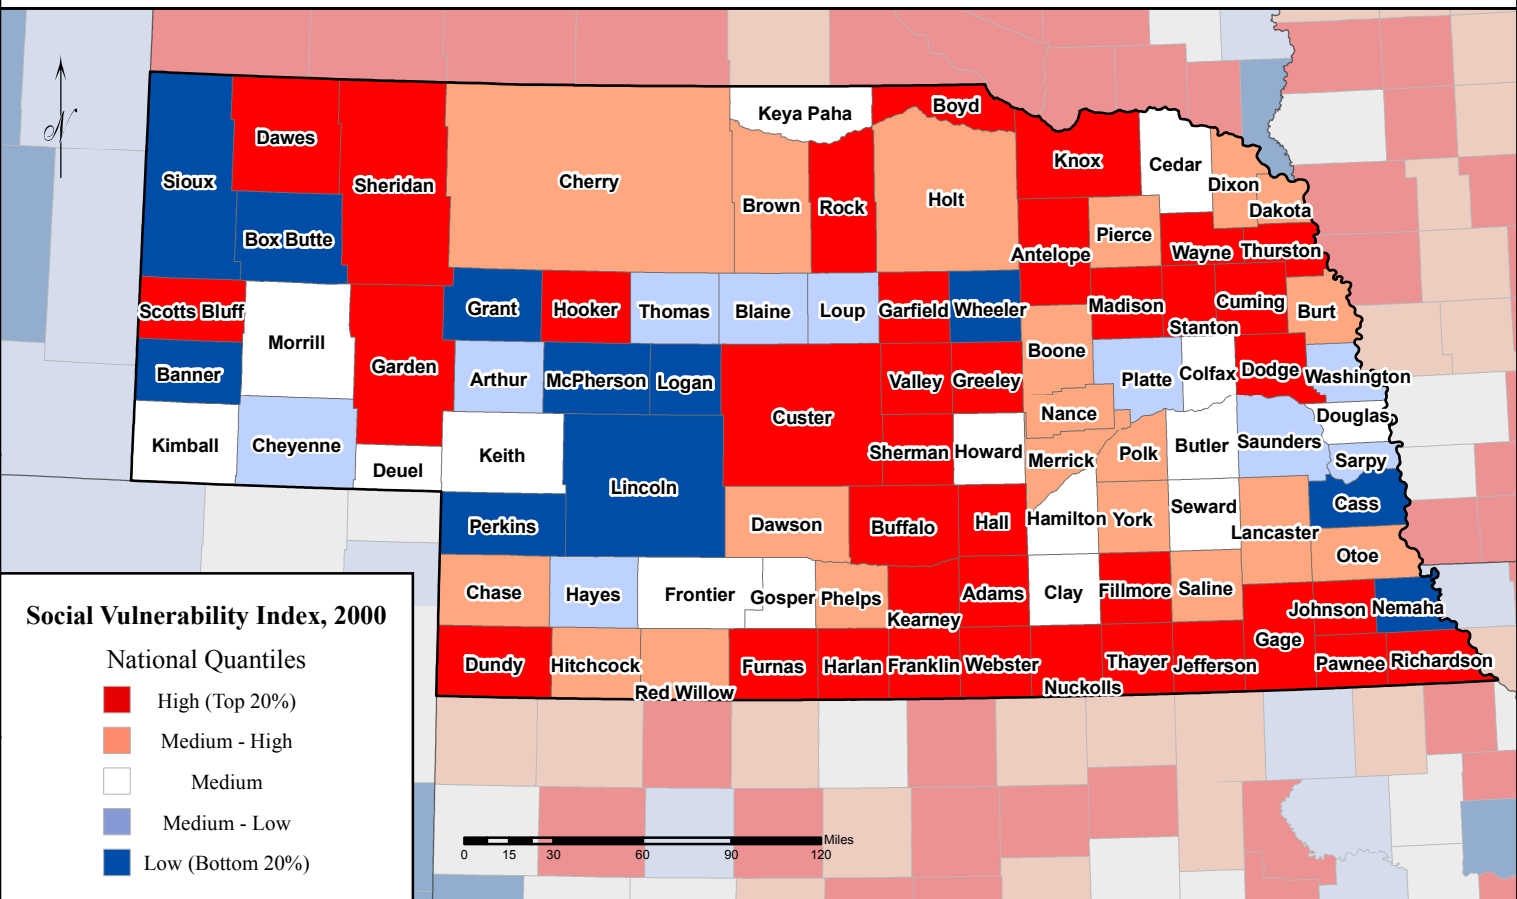 N
Keya Paha
Boyd
Dawes
Knox
Cedar
Sioux
Sheridan
Cherry
Dixon
Brown
Rock
Holt
Dakota
Box Butte
Pierce
Antelope
Wayne
Thurston
Scotts Bluff
Grant
Hooker
Thomas
Blaine
Loup
Garfield
Wheeler
Madison
Cuming
Burt
Stanton
Morrill
Boone
Banner
Garden
Arthur
McPherson
Logan
Valley
Greeley
Platte
Colfax
Dodge
Washington
Custer
Nance
Douglas
Kimball
Cheyenne
Deuel
Keith
Sherman
Howard
Merrick
Polk
Butler
Saunders
Sarpy
Lincoln
Perkins
Dawson
Buffalo
Hall
Hamilton
York
Seward
Lancaster
Cass
Otoe
Chase
Hayes
Frontier
Gosper
Phelps
Kearney
Adams
Clay
Fillmore
Saline
Johnson
Nemaha
Gage
Dundy
Hitchcock
Red Willow
Furnas
Harlan
Franklin
Webster
Nuckolls
Thayer
Jefferson
Pawnee
Richardson
Social Vulnerability Index, 2000
National Quantiles
High (Top 20%)
Medium - High
Medium
Medium - Low
Low (Bottom 20%)
Miles
0 15 30 60 90 120